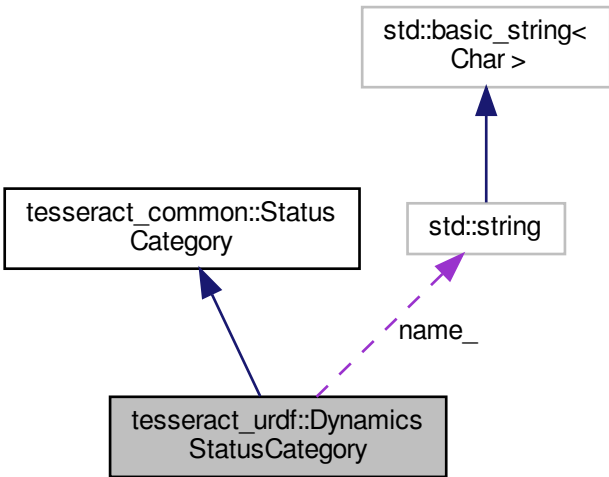 std::basic_string<
Char >
tesseract_common::Status
Category
std::string
name_
tesseract_urdf::Dynamics
StatusCategory